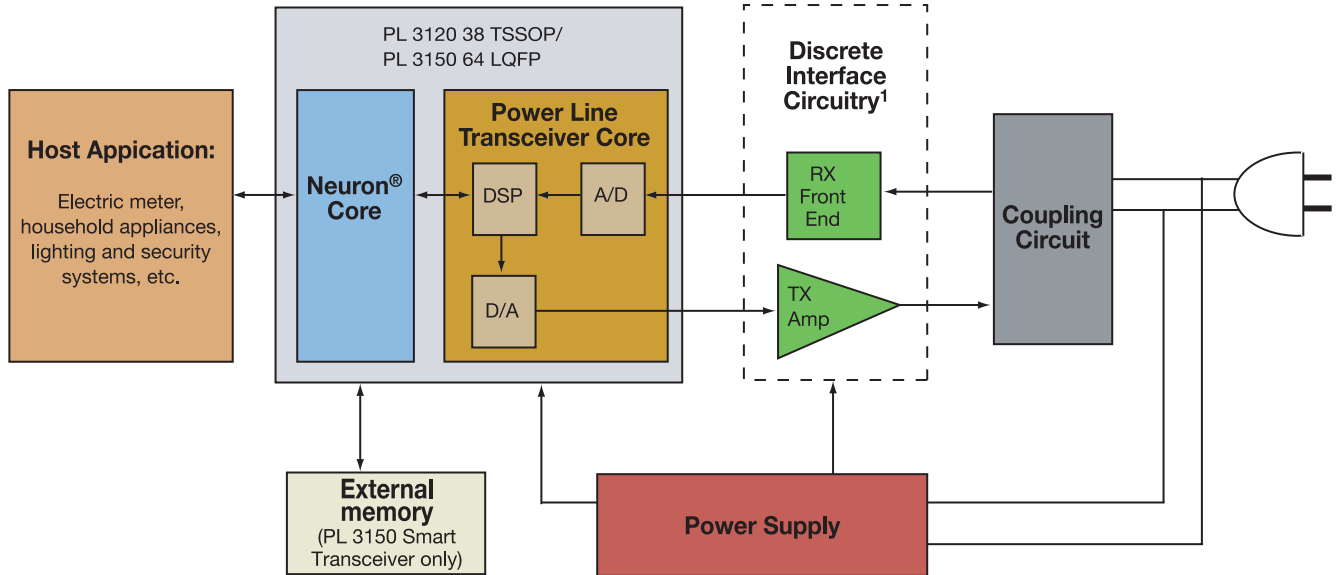 PL 3120 38 TSSOP/
PL 3150 64 LQFP
Host Appication:
Electric meter,
household appliances,
lighting and security
systems, etc.
Neuron® 
Core
Power Line
Transceiver Core
DSP
A/D
D/A
Discrete
Interface
Circuitry¹
RX
Front
End
TX
Amp
Coupling
Circuit
External
memory
(PL 3150 Smart
Transceiver only)
Power Supply